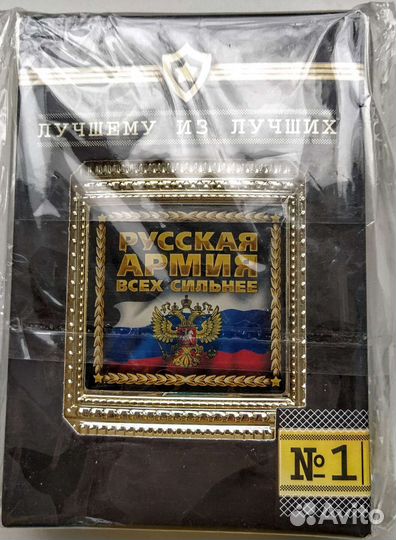 ЛУЧШЕМУ ИЗ ЛУЧШИХ
РУССКАЯ
АРМИЯ
ВСЕХ СИЛЬНЕЕ
№1
Avito